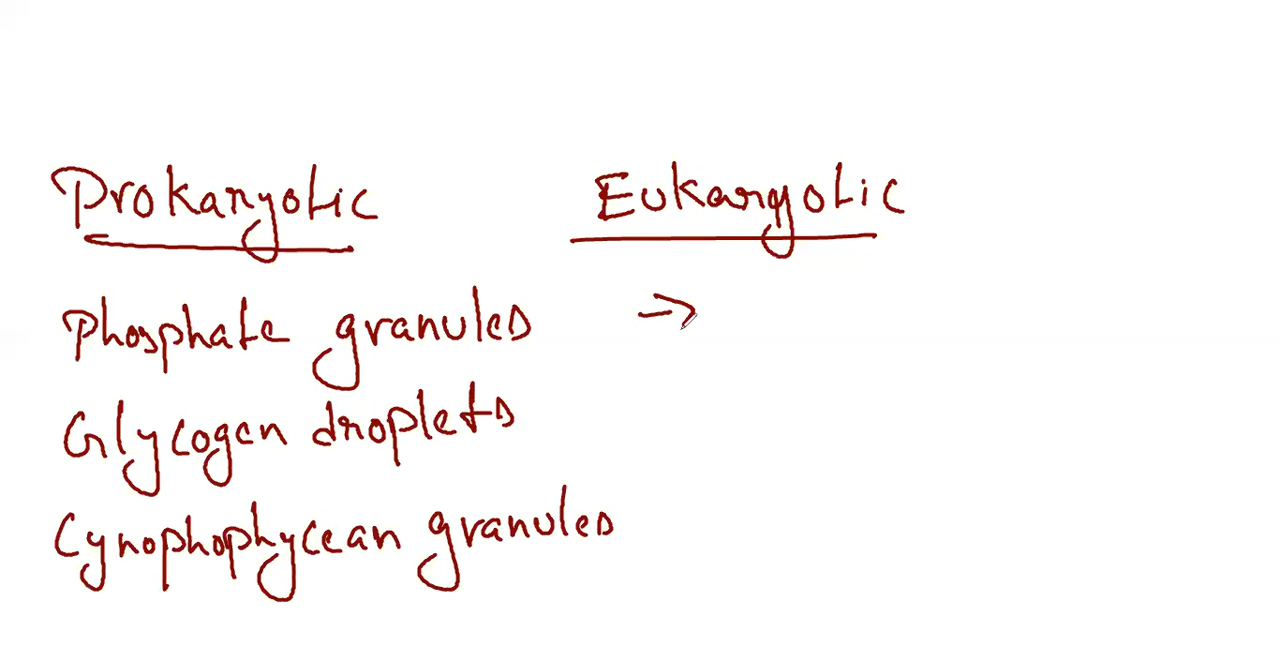 Prokaryotic Eukaryotic
Phosphate granules →
Glycogen droplets
Cynophophycean granules